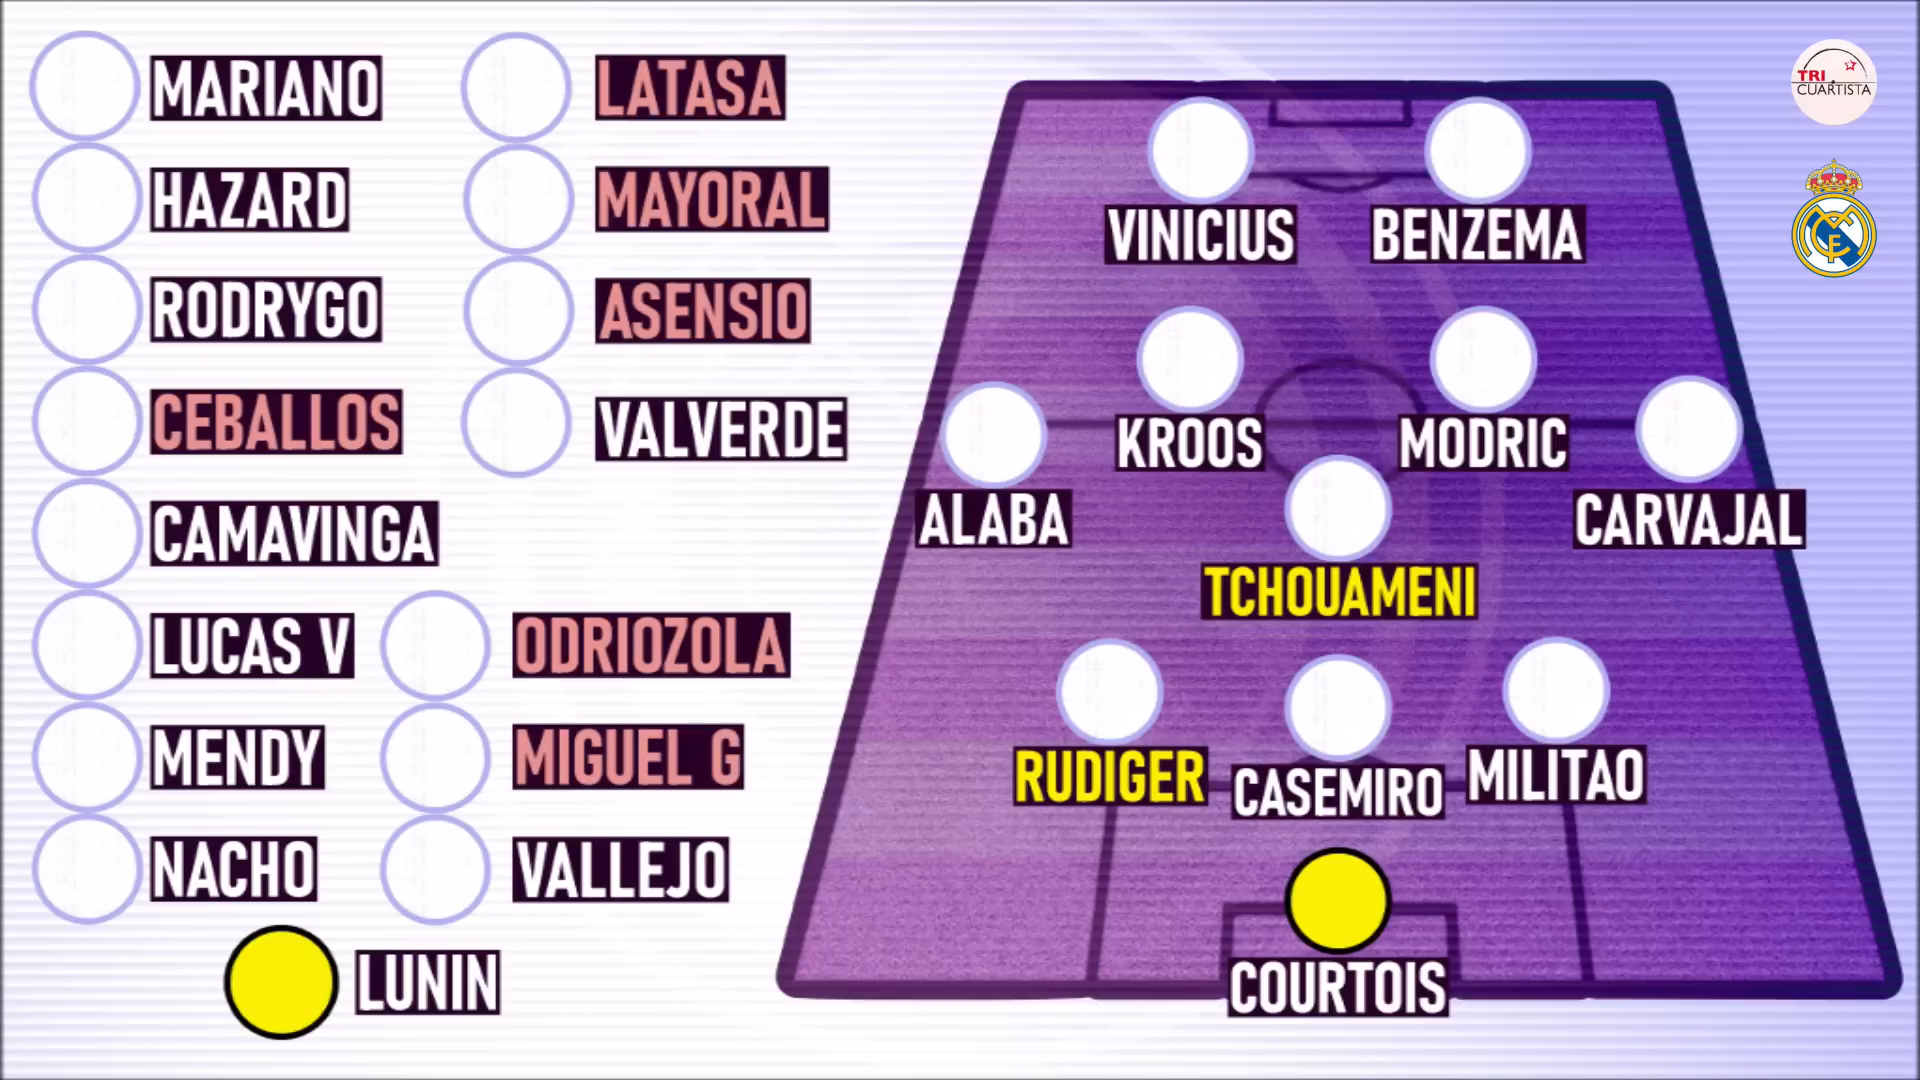 MARIANO
HAZARD
RODRYGO
CEBALLOS
CAMAVINGA
LUCAS V
MENDY
NACHO
LATASA
MAYORAL
ASENSIO
VALVERDE
ODRIOZOLA
MIGUEL G
VALLEJO
LUNIN
VINICIUS
BENZEMA
KROOS
MODRIC
ALABA
CARVAJAL
TCHOUAMENI
RUDIGER
CASEMIRO
MILITAO
COURTOIS
TRI
CUARTISTA